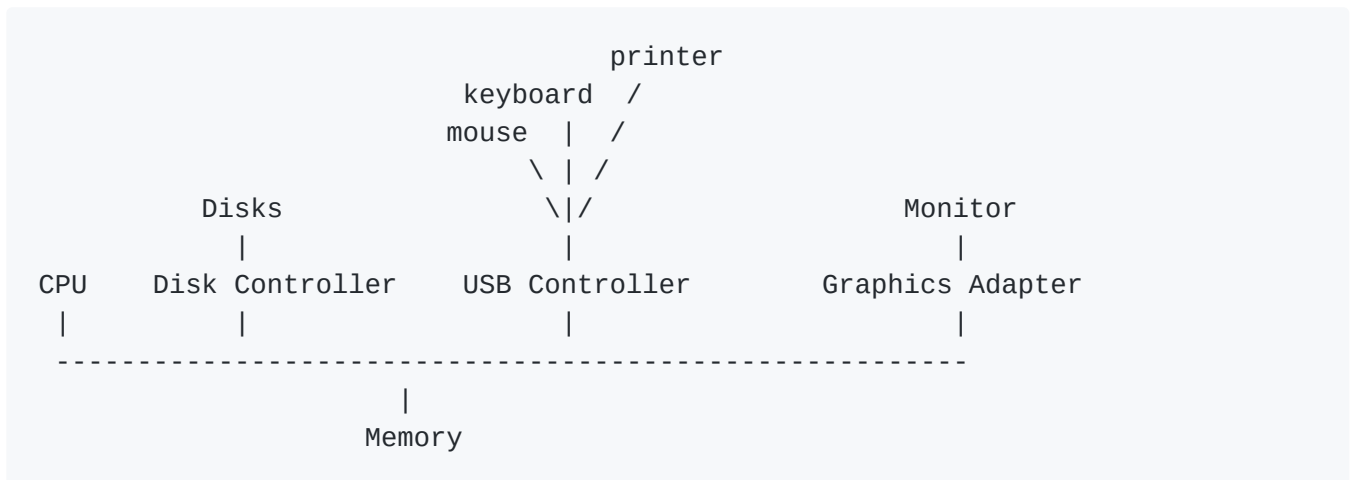 printer
keyboard /
mouse | /
\ | /
Disks \|/ Monitor
| | |
CPU Disk Controller USB Controller Graphics Adapter
| | | |
--------------------------------------------------------
|
Memory